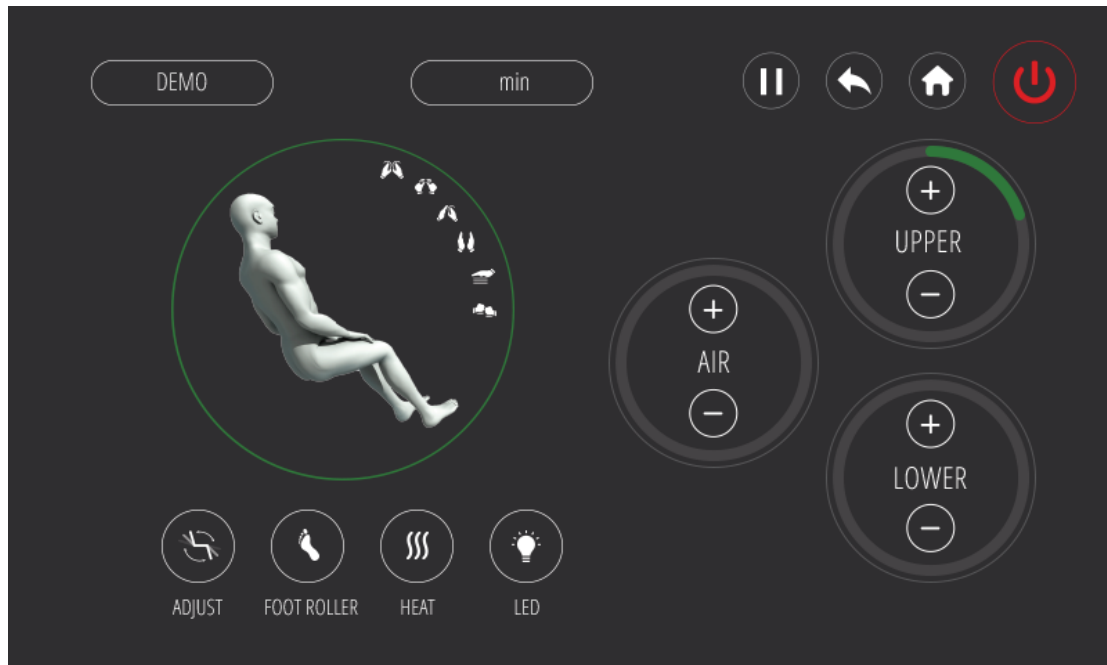 DEMO
min
UPPER
AIR
LOWER
ADJUST
FOOT ROLLER
HEAT
LED